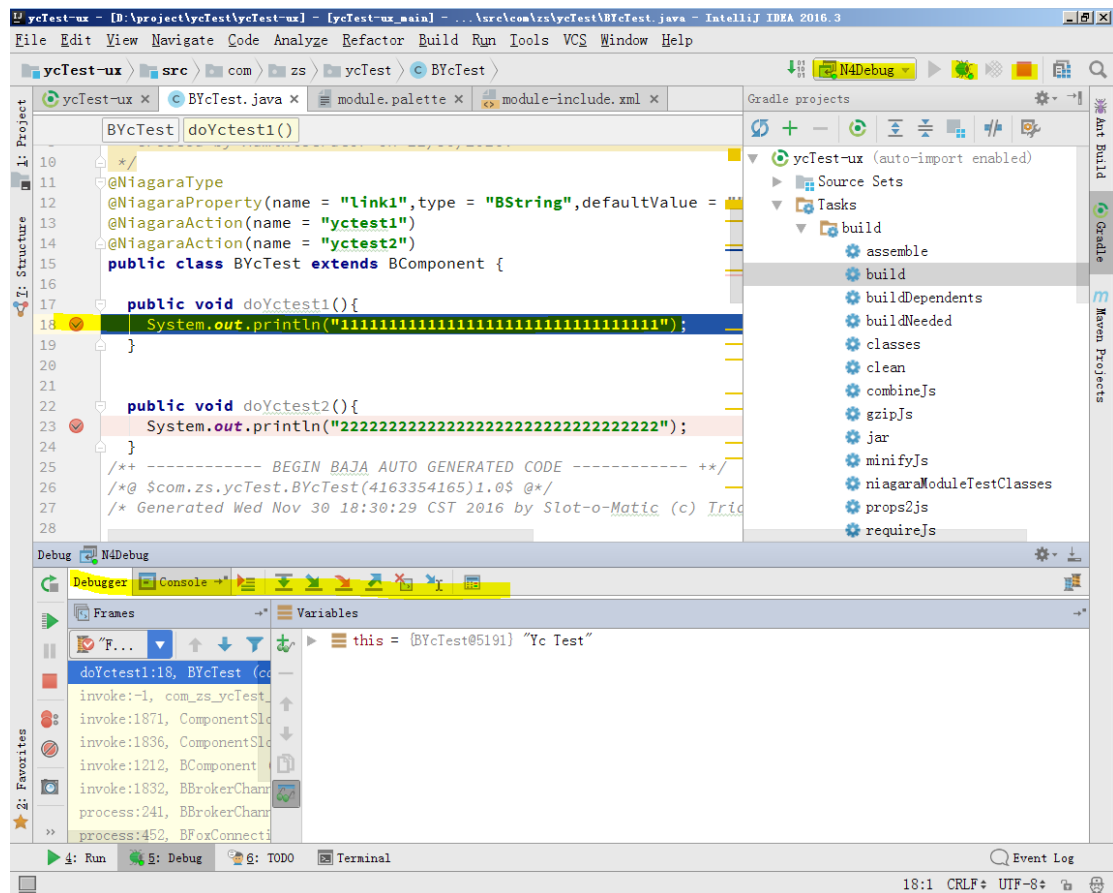 ycTest-ux - [D:\project\ycTest\ycTest-ux] - [ycTest-ux_main] - ...\src\com\zs\ycTest\BYcTest.java - IntelliJ IDEA 2016.3
File Edit View Navigate Code Analyze Refactor Build Run Tools VCS Window Help
ycTest-ux src com zs ycTest BYcTest
N4Debug
ycTest-ux BYcTest.java module.palette module-include.xml
BYcTest doYctest1()
10 */
11 @NiagaraType
12 @NiagaraProperty(name = "link1",type = "BString",defaultValue =
13 @NiagaraAction(name = "yctest1")
14 @NiagaraAction(name = "yctest2")
15 public class BYcTest extends BComponent {
16
17 public void doYctest1(){
18 System.out.println("111111111111111111111111111111111");
19 }
20
21
22 public void doYctest2(){
23 System.out.println("222222222222222222222222222222222");
24 }
25 /*+ ------------ BEGIN BAJA AUTO GENERATED CODE ------------ +*/
26 /*@ $com.zs.ycTest.BYcTest(4163354165)1.0$ @*/
27 /* Generated Wed Nov 30 18:30:29 CST 2016 by Slot-o-Matic (c)
28
Gradle projects
ycTest-ux (auto-import enabled)
Source Sets
Tasks
build
assemble
build
buildDependents
buildNeeded
classes
clean
combineJs
gzipJs
jar
minifyJs
niagaraModuleTestClasses
props2js
requireJs
1: Project
7: Structure
2: Favorites
Ant Build
Gradle
Maven Projects
Debug N4Debug
Debugger Console
Frames
Variables
"F...
this = {BYcTest@5191} "Yc Test"
doYctest1:18, BYcTest
invoke:-1, com_zs_ycTest_
invoke:1871, ComponentSlo
invoke:1836, ComponentSlo
invoke:1212, BComponent
invoke:1832, BBrokerChann
process:241, BBrokerChann
process:452, BFoxConnecti
4: Run 5: Debug 6: TODO Terminal Event Log
18:1 CRLF UTF-8